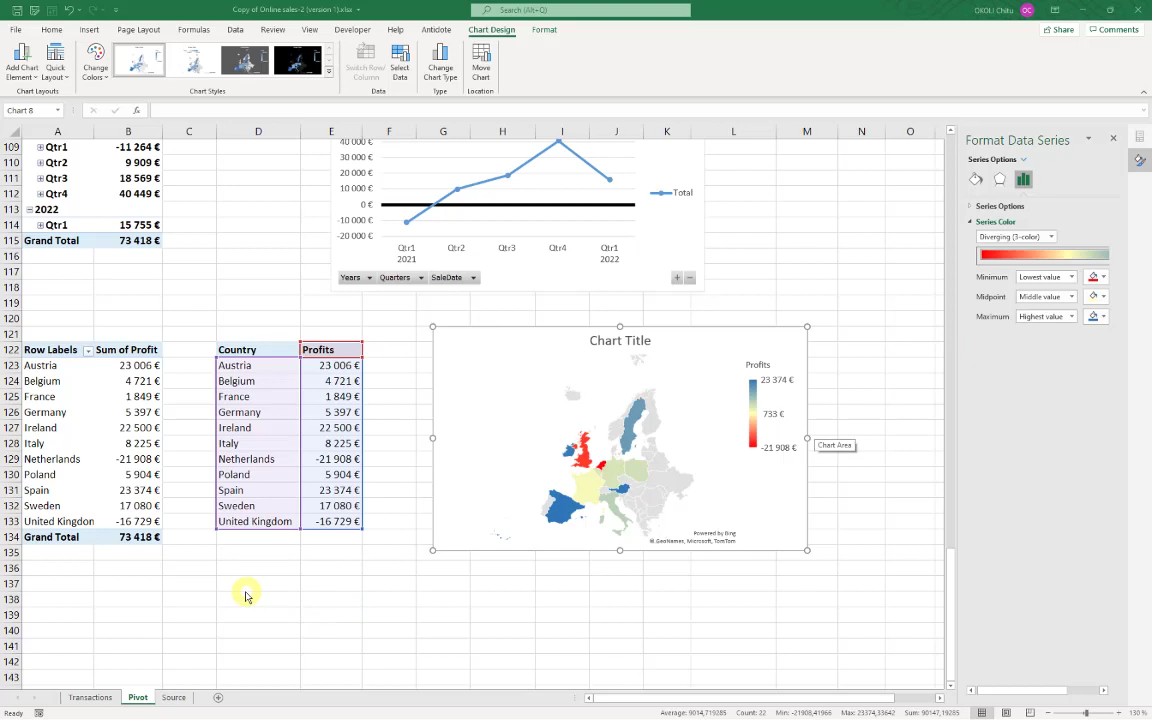 Copy of Online sales-2 (version 1).xlsx
Search (Alt+Q)
OKOLI Chitu OC
File Home Insert Page Layout Formulas Data Review View Developer Help Antidote Chart Design Format
Share Comments
Add Chart Element
Quick Layout
Change Colors
Switch Row/ Column
Select Data
Change Chart Type
Move Chart
Chart Layouts Chart Styles Data Type Location
Chart 8 fx
A B C D E F G H I J K L M N O
109 Qtr1 -11 264 €
110 Qtr2 9 909 €
111 Qtr3 18 569 €
112 Qtr4 40 449 €
113 2022
114 Qtr1 15 755 €
115 Grand Total 73 418 €
116
117
118
119
120
121
122 Row Labels Sum of Profit Country Profits
123 Austria 23 006 € Austria 23 006 €
124 Belgium 4 721 € Belgium 4 721 €
125 France 1 849 € France 1 849 €
126 Germany 5 397 € Germany 5 397 €
127 Ireland 22 500 € Ireland 22 500 €
128 Italy 8 225 € Italy 8 225 €
129 Netherlands -21 908 € Netherlands -21 908 €
130 Poland 5 904 € Poland 5 904 €
131 Spain 23 374 € Spain 23 374 €
132 Sweden 17 080 € Sweden 17 080 €
133 United Kingdon -16 729 € United Kingdom -16 729 €
134 Grand Total 73 418 €
135
136
137
138
139
140
141
142
143
40 000 €
30 000 €
20 000 €
10 000 €
0 €
-10 000 €
-20 000 €
Qtr1 Qtr2 Qtr3 Qtr4 Qtr1
2021 2022
Total
Years Quarters SaleDate + −
Chart Title
Profits
23 374 €
733 €
-21 908 €
Chart Area
Powered by Bing
© GeoNames, Microsoft, TomTom
Format Data Series
Series Options
Series Options
Series Color
Diverging (3-color)
Minimum Lowest value
Midpoint Middle value
Maximum Highest value
Transactions Pivot Source
Ready
Average: 9014,719285 Count: 22 Min: -21908,41966 Max: 23374,33642 Sum: 90147,19285
130 %